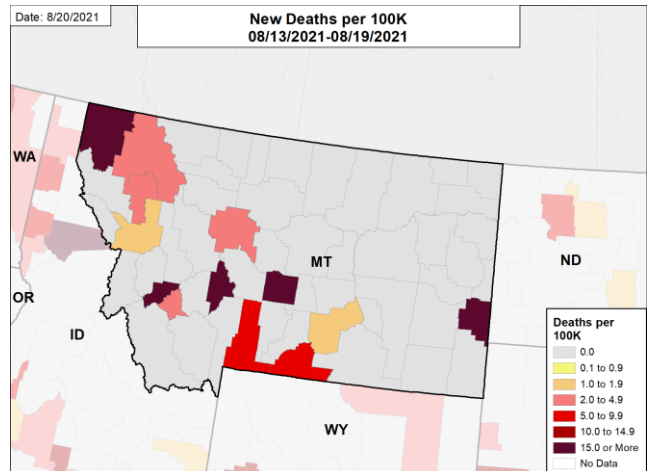 Date: 8/20/2021
New Deaths per 100K
08/13/2021-08/19/2021
WA
MT
ND
OR
ID
WY
Deaths per
100K
0.0
0.1 to 0.9
1.0 to 1.9
2.0 to 4.9
5.0 to 9.9
10.0 to 14.9
15.0 or More
No Data